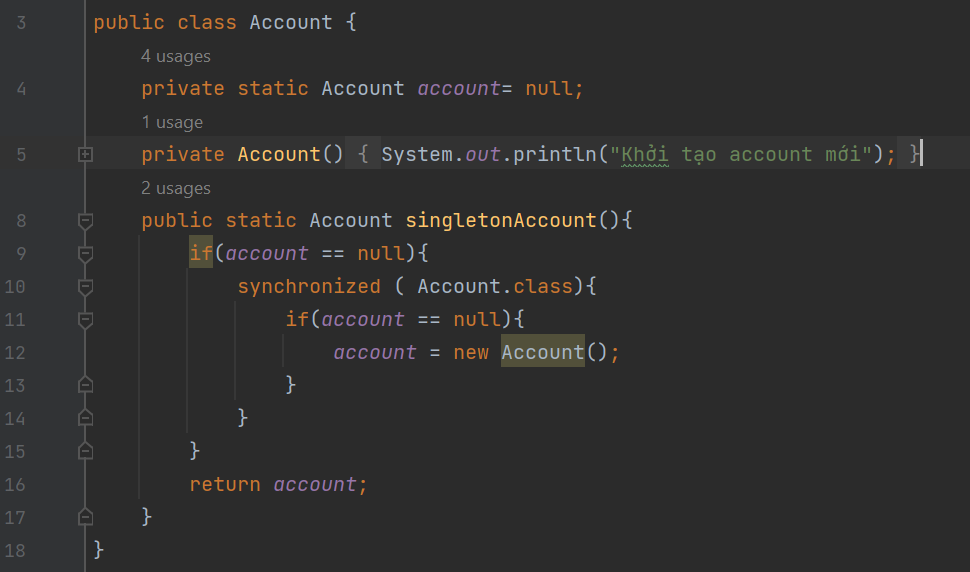 3 public class Account {
4 usages
4 private static Account account= null;
1 usage
5 private Account() { System.out.println("Khởi tạo account mới"); }
2 usages
8 public static Account singletonAccount(){
9 if(account == null){
10 synchronized ( Account.class){
11 if(account == null){
12 account = new Account();
13 }
14 }
15 }
16 return account;
17 }
18 }